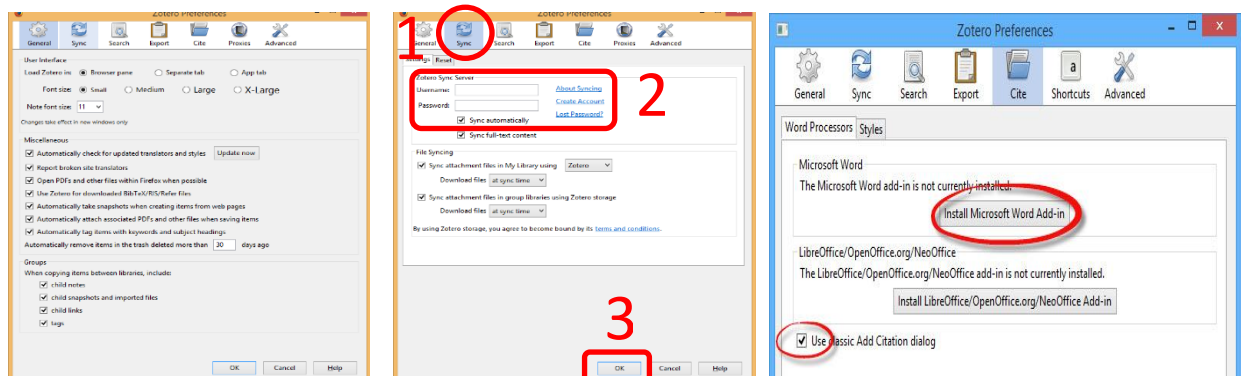 Zotero Preferences
General Sync Search Export Cite Proxies Advanced
User Interface
Load Zotero in: Browser pane Separate tab App tab
Font size: Small Medium Large X-Large
Note font size: 11
Changes take effect in new windows only
Miscellaneous
Automatically check for updated translators and styles Update now
Report broken site translators
Open PDFs and other files within Firefox when possible
Use Zotero for downloaded BibTeX/RIS/Refer files
Automatically take snapshots when creating items from web pages
Automatically attach associated PDFs and other files when saving items
Automatically tag items with keywords and subject headings
Automatically remove items in the trash deleted more than 30 days ago
Groups
When copying items between libraries, include:
child notes
child snapshots and imported files
child links
tags
OK Cancel Help
Zotero Preferences
1
General Sync Search Export Cite Proxies Advanced
Settings Reset
Zotero Sync Server
Username: About Syncing
Password: Create Account
Lost Password?
2
Sync automatically
Sync full-text content
File Syncing
Sync attachment files in My Library using Zotero
Download files at sync time
Sync attachment files in group libraries using Zotero storage
Download files at sync time
By using Zotero storage, you agree to become bound by its terms and conditions.
3
OK Cancel Help
Zotero Preferences
General Sync Search Export Cite Shortcuts Advanced
Word Processors Styles
Microsoft Word
The Microsoft Word add-in is not currently installed.
Install Microsoft Word Add-in
LibreOffice/OpenOffice.org/NeoOffice
The LibreOffice/OpenOffice.org/NeoOffice add-in is not currently installed.
Install LibreOffice/OpenOffice.org/NeoOffice Add-in
Use classic Add Citation dialog